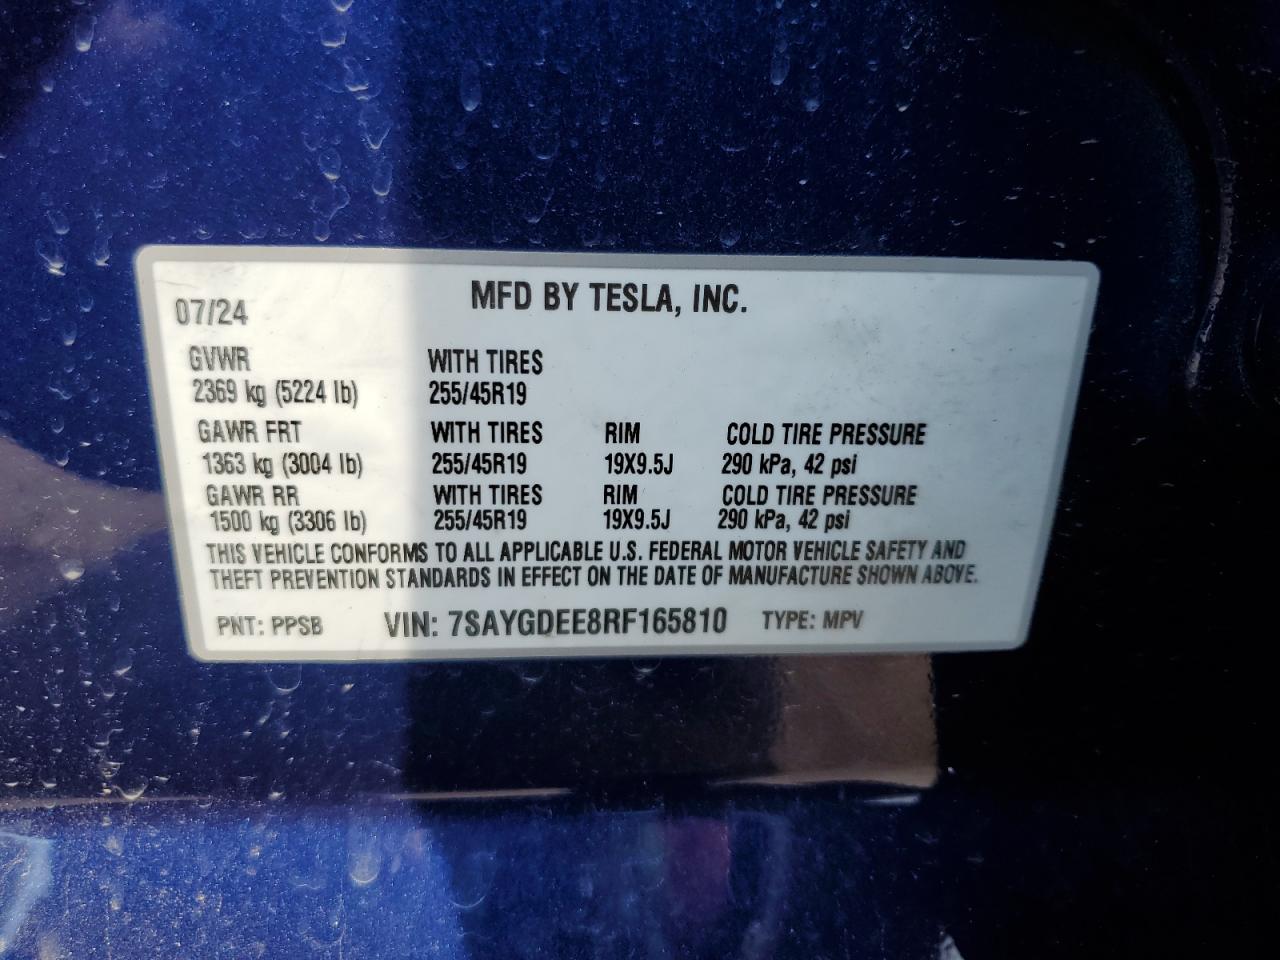 MFD BY TESLA, INC.
07/24
GVWR WITH TIRES
2369 kg (5224 lb) 255/45R19
GAWR FRT WITH TIRES RIM COLD TIRE PRESSURE
1363 kg (3004 lb) 255/45R19 19X9.5J 290 kPa, 42 psi
GAWR RR WITH TIRES RIM COLD TIRE PRESSURE
1500 kg (3306 lb) 255/45R19 19X9.5J 290 kPa, 42 psi
THIS VEHICLE CONFORMS TO ALL APPLICABLE U.S. FEDERAL MOTOR VEHICLE SAFETY AND
THEFT PREVENTION STANDARDS IN EFFECT ON THE DATE OF MANUFACTURE SHOWN ABOVE.
PNT: PPSB VIN: 7SAYGDEE8RF165810 TYPE: MPV